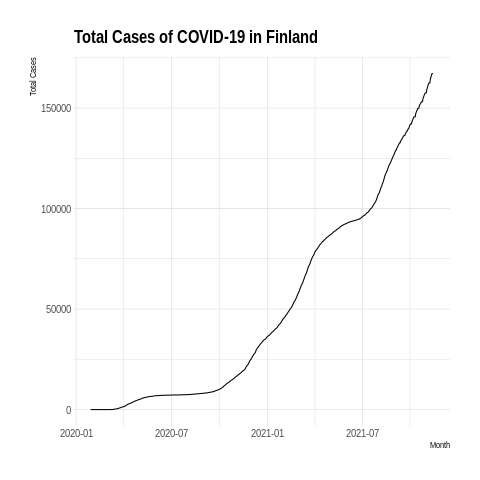 Total Cases of COVID-19 in Finland
Total Cases
150000
100000
50000
0
2020-01 2020-07 2021-01 2021-07
Month